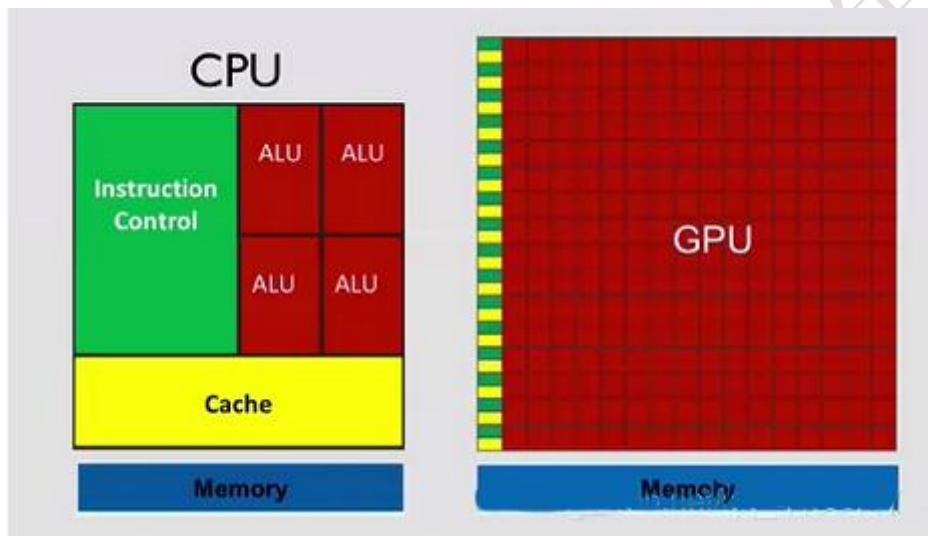 CPU
ALU ALU
Instruction
Control
ALU ALU
Cache
Memory
GPU
Memory